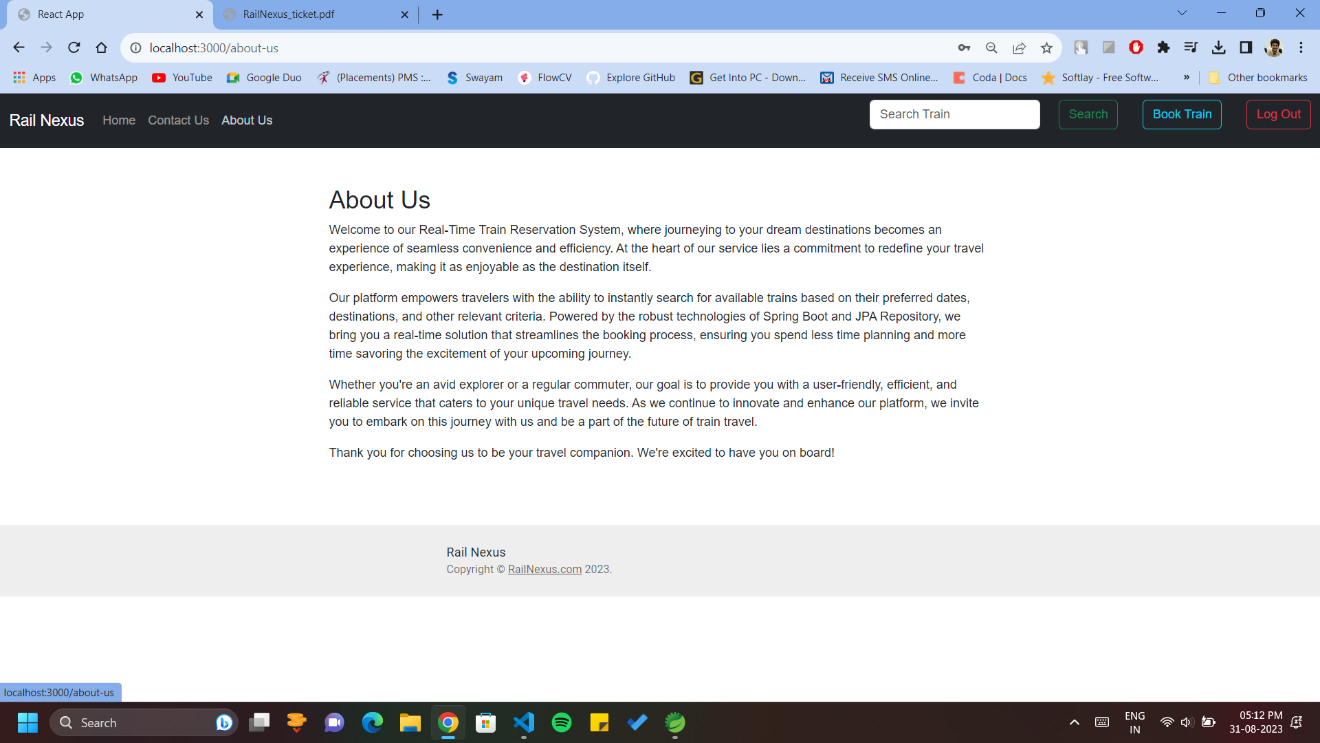 React App
RailNexus_ticket.pdf
localhost:3000/about-us
Apps
WhatsApp
YouTube
Google Duo
(Placements) PMS :...
Swayam
FlowCV
Explore GitHub
Get Into PC - Down...
Receive SMS Online...
Coda | Docs
Softlay - Free Softw...
»
Other bookmarks
Rail Nexus
Home
Contact Us
About Us
Search Train
Search
Book Train
Log Out
About Us
Welcome to our Real-Time Train Reservation System, where journeying to your dream destinations becomes an
experience of seamless convenience and efficiency. At the heart of our service lies a commitment to redefine your travel
experience, making it as enjoyable as the destination itself.
Our platform empowers travelers with the ability to instantly search for available trains based on their preferred dates,
destinations, and other relevant criteria. Powered by the robust technologies of Spring Boot and JPA Repository, we
bring you a real-time solution that streamlines the booking process, ensuring you spend less time planning and more
time savoring the excitement of your upcoming journey.
Whether you're an avid explorer or a regular commuter, our goal is to provide you with a user-friendly, efficient, and
reliable service that caters to your unique travel needs. As we continue to innovate and enhance our platform, we invite
you to embark on this journey with us and be a part of the future of train travel.
Thank you for choosing us to be your travel companion. We're excited to have you on board!
Rail Nexus
Copyright © RailNexus.com 2023.
localhost:3000/about-us
Search
ENG
IN
05:12 PM
31-08-2023